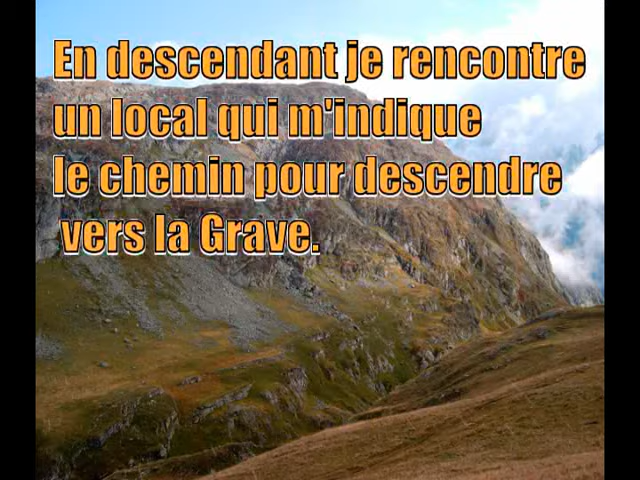 En descendant je rencontre
un local qui m'indique
le chemin pour descendre
vers la Grave.